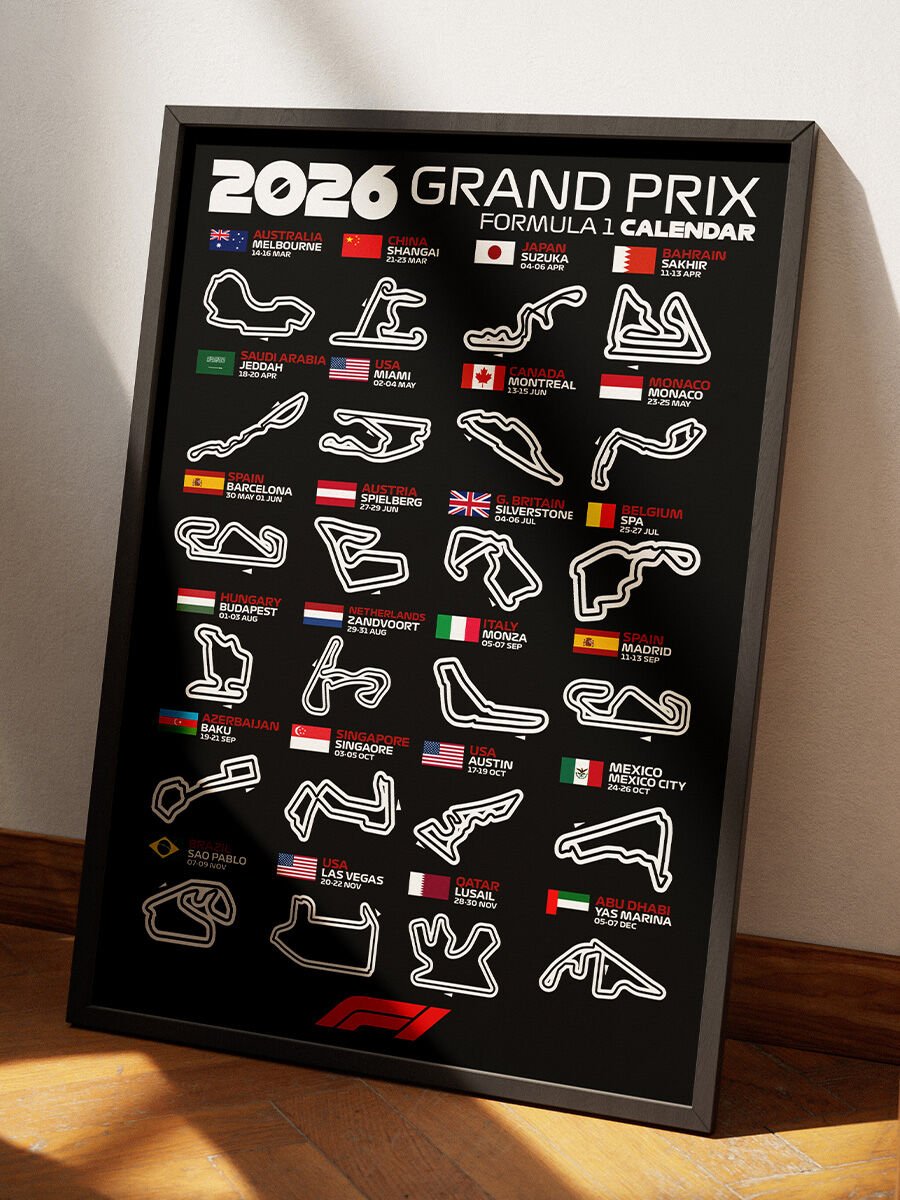 2026 GRAND PRIX
FORMULA 1 CALENDAR
AUSTRALIA
MELBOURNE
14-16 MAR
CHINA
SHANGAI
21-23 MAR
JAPAN
SUZUKA
04-06 APR
BAHRAIN
SAKHIR
11-13 APR
SAUDI ARABIA
JEDDAH
18-20 APR
USA
MIAMI
02-04 MAY
CANADA
MONTREAL
13-15 JUN
MONACO
MONACO
23-25 MAY
SPAIN
BARCELONA
30 MAY 01 JUN
AUSTRIA
SPIELBERG
27-29 JUN
G. BRITAIN
SILVERSTONE
04-06 JUL
BELGIUM
SPA
25-27 JUL
HUNGARY
BUDAPEST
01-03 AUG
NETHERLANDS
ZANDVOORT
29-31 AUG
ITALY
MONZA
05-07 SEP
SPAIN
MADRID
11-13 SEP
AZERBAIJAN
BAKU
19-21 SEP
SINGAPORE
SINGAORE
03-05 OCT
USA
AUSTIN
17-19 OCT
MEXICO
MEXICO CITY
24-26 OCT
BRAZIL
SAO PABLO
07-09 NOV
USA
LAS VEGAS
20-22 NOV
QATAR
LUSAIL
28-30 NOV
ABU DHABI
YAS MARINA
05-07 DEC
F1